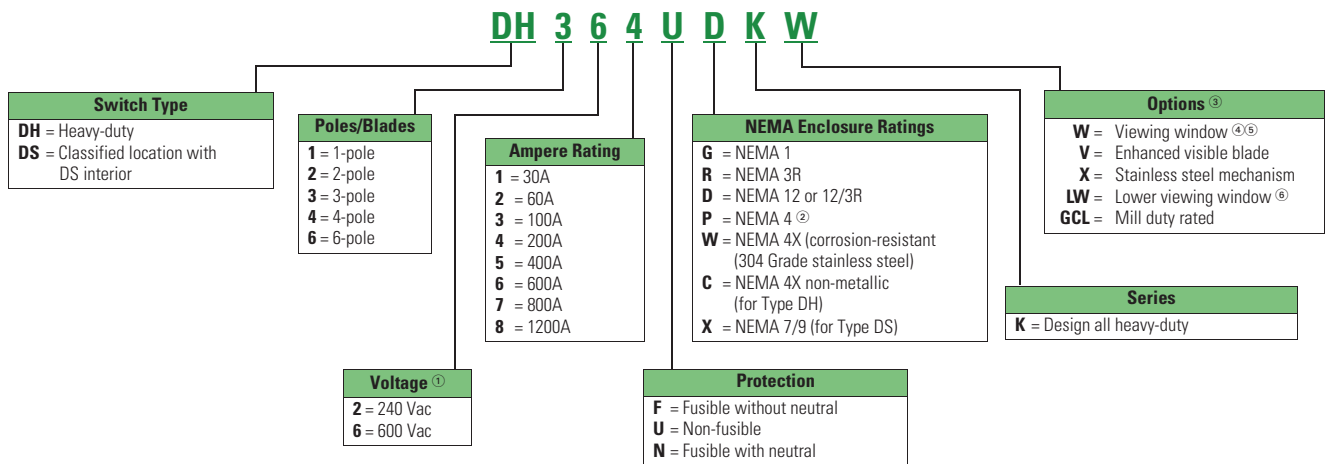 DH 3 6 4 U D K W
Switch Type
DH = Heavy-duty
DS = Classified location with
DS interior
Poles/Blades
1 = 1-pole
2 = 2-pole
3 = 3-pole
4 = 4-pole
6 = 6-pole
Voltage ①
2 = 240 Vac
6 = 600 Vac
Ampere Rating
1 = 30A
2 = 60A
3 = 100A
4 = 200A
5 = 400A
6 = 600A
7 = 800A
8 = 1200A
Protection
F = Fusible without neutral
U = Non-fusible
N = Fusible with neutral
NEMA Enclosure Ratings
G = NEMA 1
R = NEMA 3R
D = NEMA 12 or 12/3R
P = NEMA 4 ②
W = NEMA 4X (corrosion-resistant
(304 Grade stainless steel)
C = NEMA 4X non-metallic
(for Type DH)
X = NEMA 7/9 (for Type DS)
Series
K = Design all heavy-duty
Options ③
W = Viewing window ④⑤
V = Enhanced visible blade
X = Stainless steel mechanism
LW = Lower viewing window ⑥
GCL = Mill duty rated